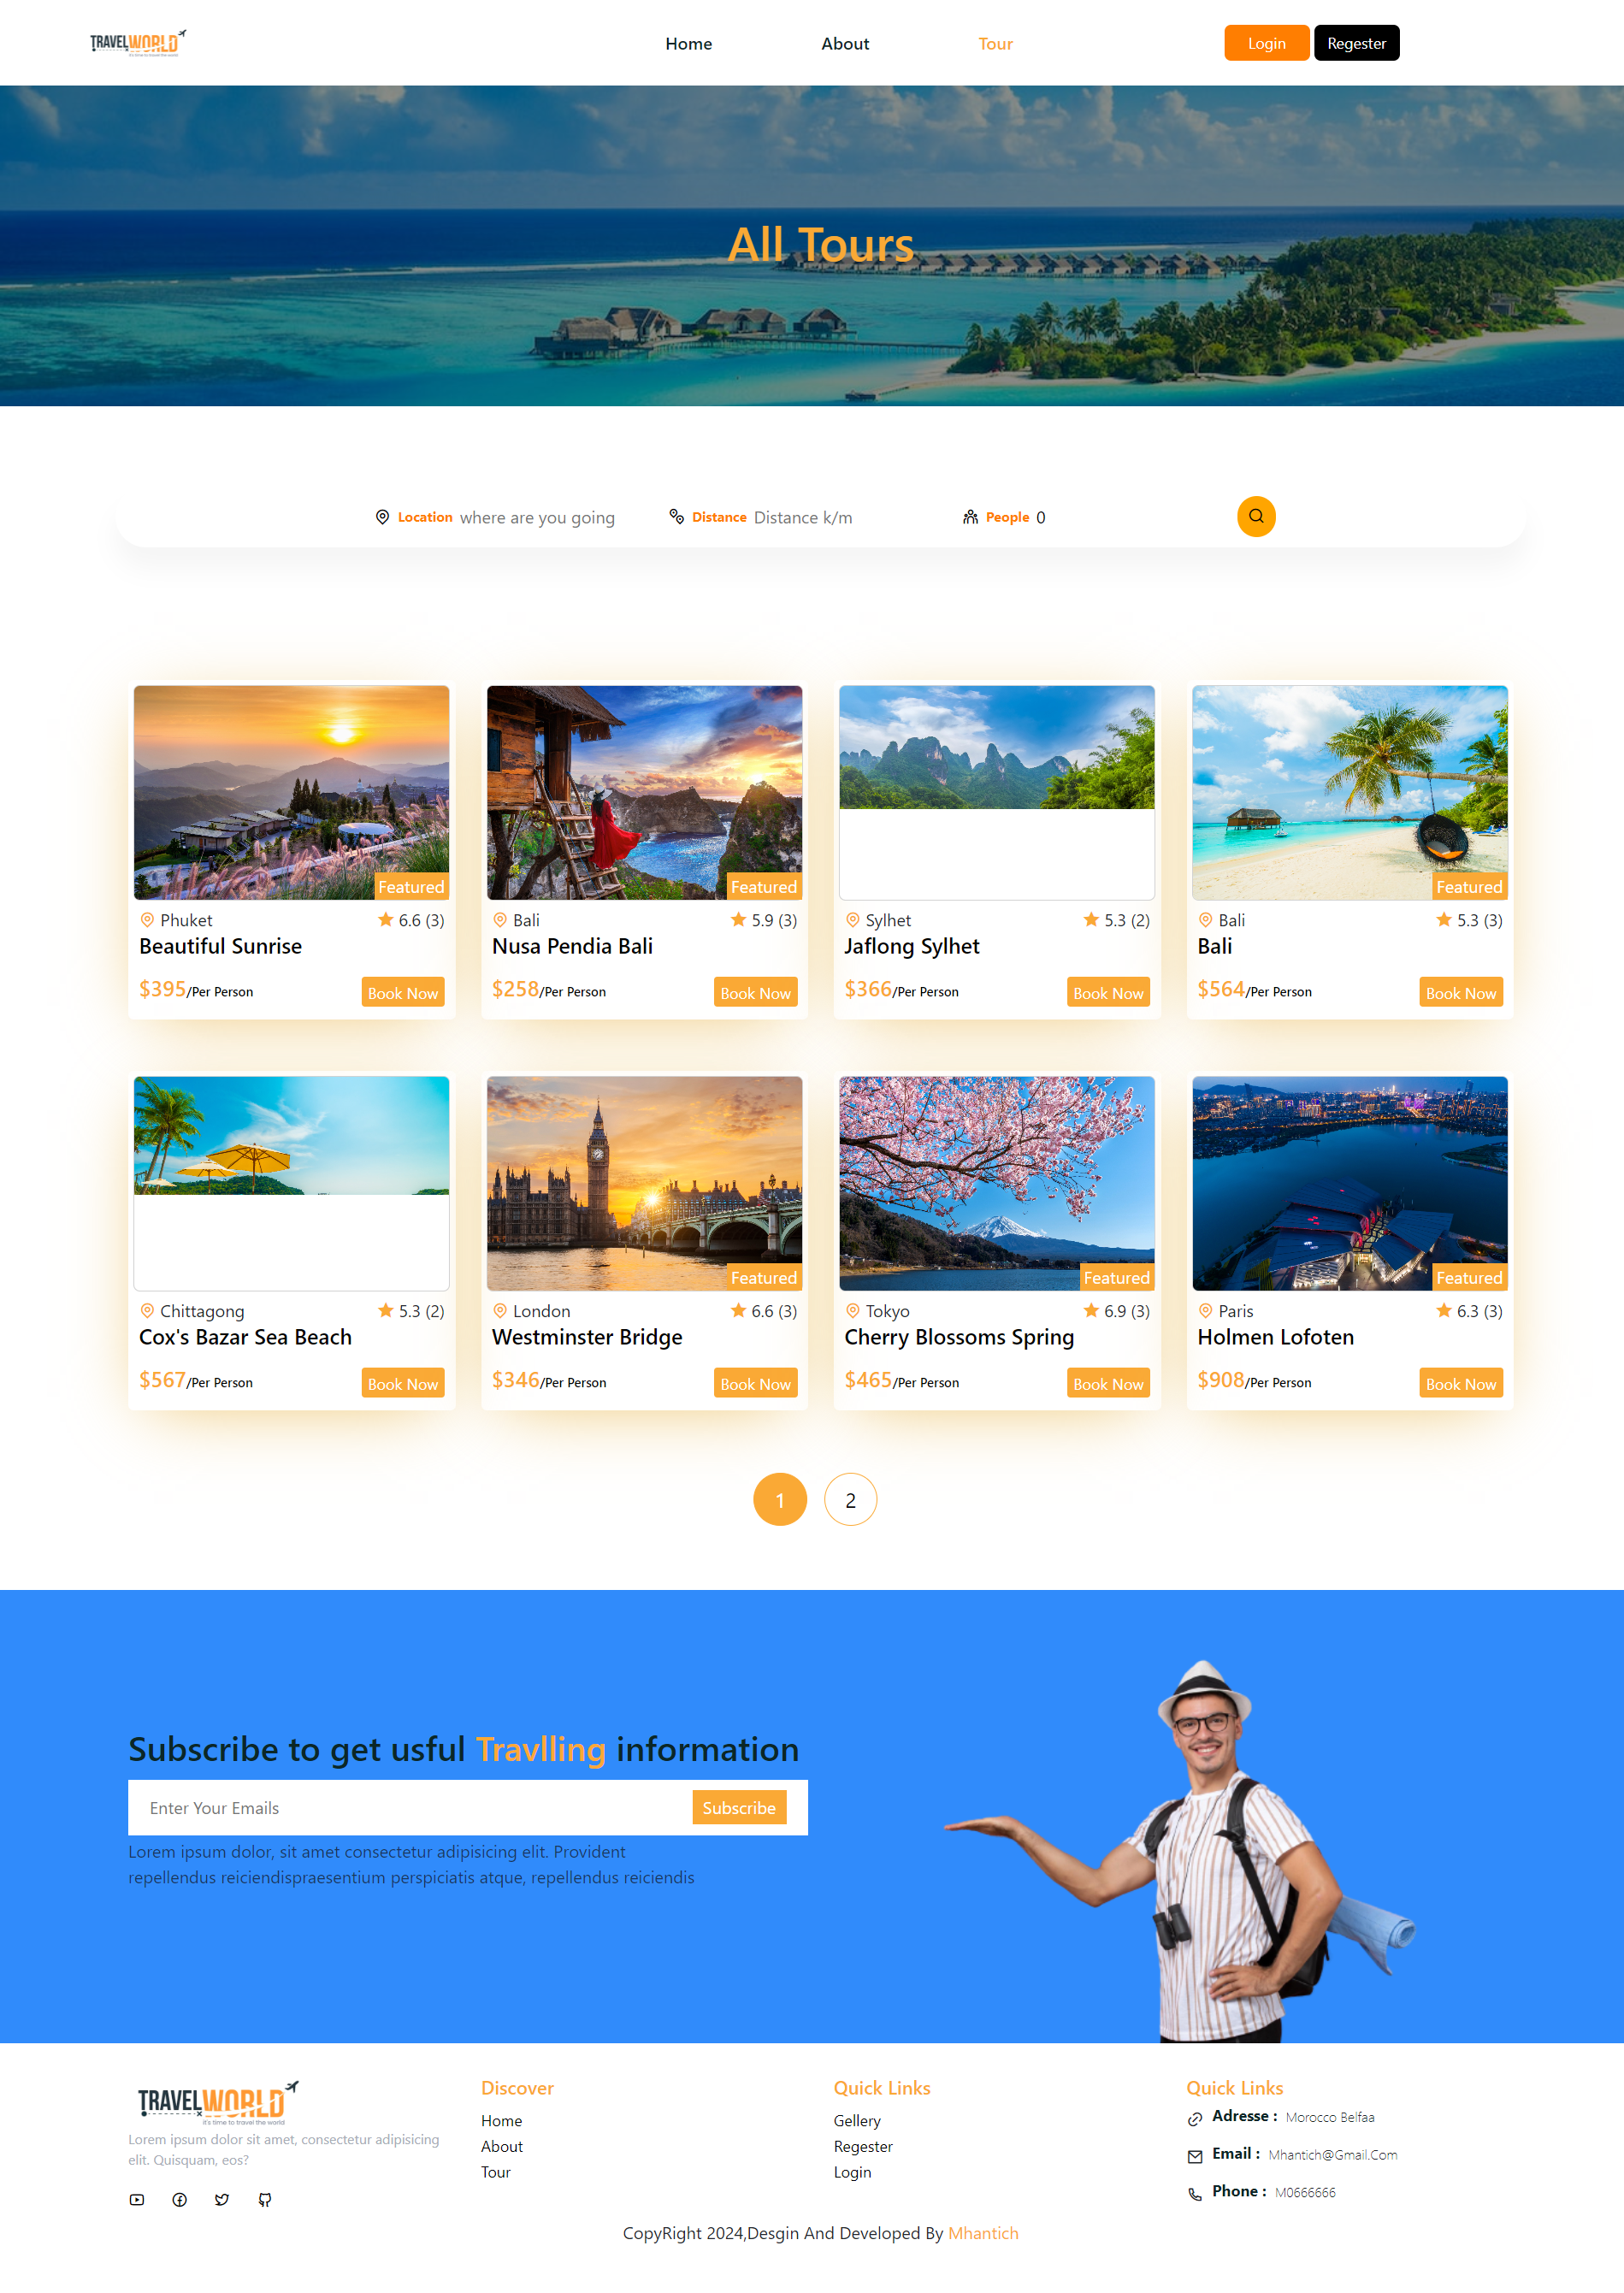 TRAVELWORLD
it's time to travel the world
Home About Tour Login Regester
All Tours
Location where are you going Distance Distance k/m People 0
Featured Featured Featured
Phuket 6.6 (3) Bali 5.9 (3) Sylhet 5.3 (2) Bali 5.3 (3)
Beautiful Sunrise Nusa Pendia Bali Jaflong Sylhet Bali
$395/Per Person Book Now $258/Per Person Book Now $366/Per Person Book Now $564/Per Person Book Now
Featured Featured Featured
Chittagong 5.3 (2) London 6.6 (3) Tokyo 6.9 (3) Paris 6.3 (3)
Cox's Bazar Sea Beach Westminster Bridge Cherry Blossoms Spring Holmen Lofoten
$567/Per Person Book Now $346/Per Person Book Now $465/Per Person Book Now $908/Per Person Book Now
1 2
Subscribe to get usful Travlling information
Enter Your Emails Subscribe
Lorem ipsum dolor, sit amet consectetur adipisicing elit. Provident
repellendus reiciendispraesentium perspiciatis atque, repellendus reiciendis
TRAVELWORLD
it's time to travel the world
Lorem ipsum dolor sit amet, consectetur adipisicing
elit. Quisquam, eos?
Discover
Home
About
Tour
Quick Links
Gellery
Regester
Login
Quick Links
Adresse : Morocco Belfaa
Email : Mhantich@Gmail.Com
Phone : M0666666
CopyRight 2024,Desgin And Developed By Mhantich